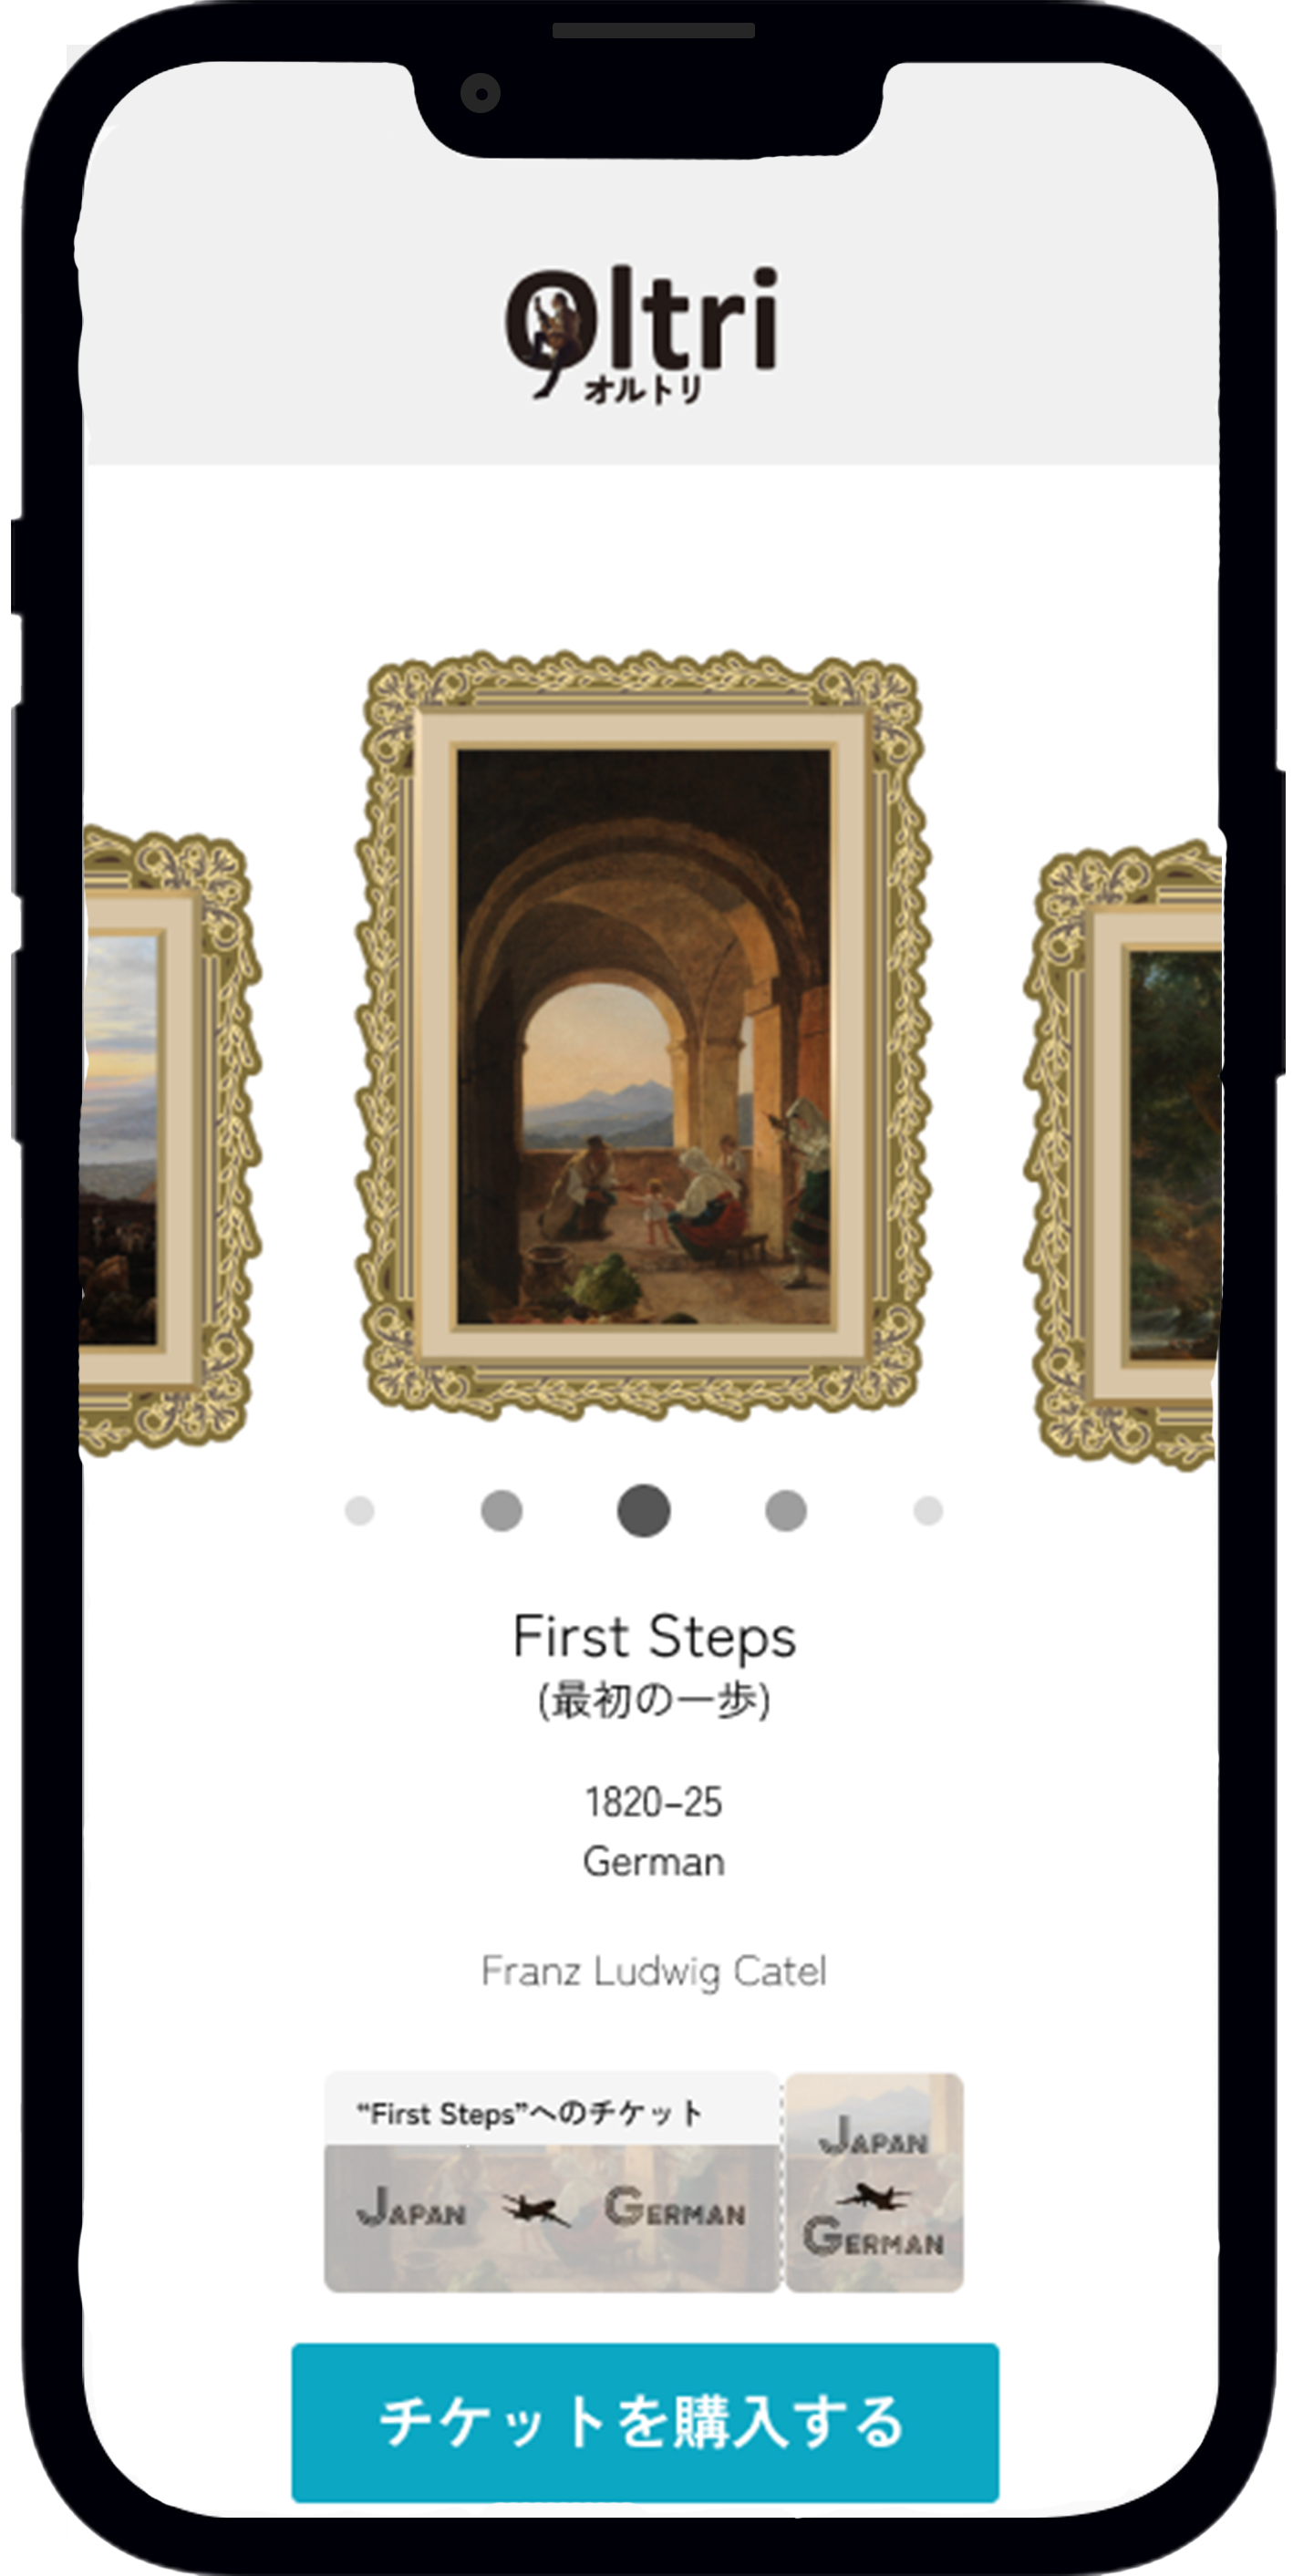 Oltri
オルトリ
First Steps
(最初の一歩)
1820–25
German
Franz Ludwig Catel
“First Steps”へのチケット
JAPAN GERMAN
JAPAN
GERMAN
チケットを購入する